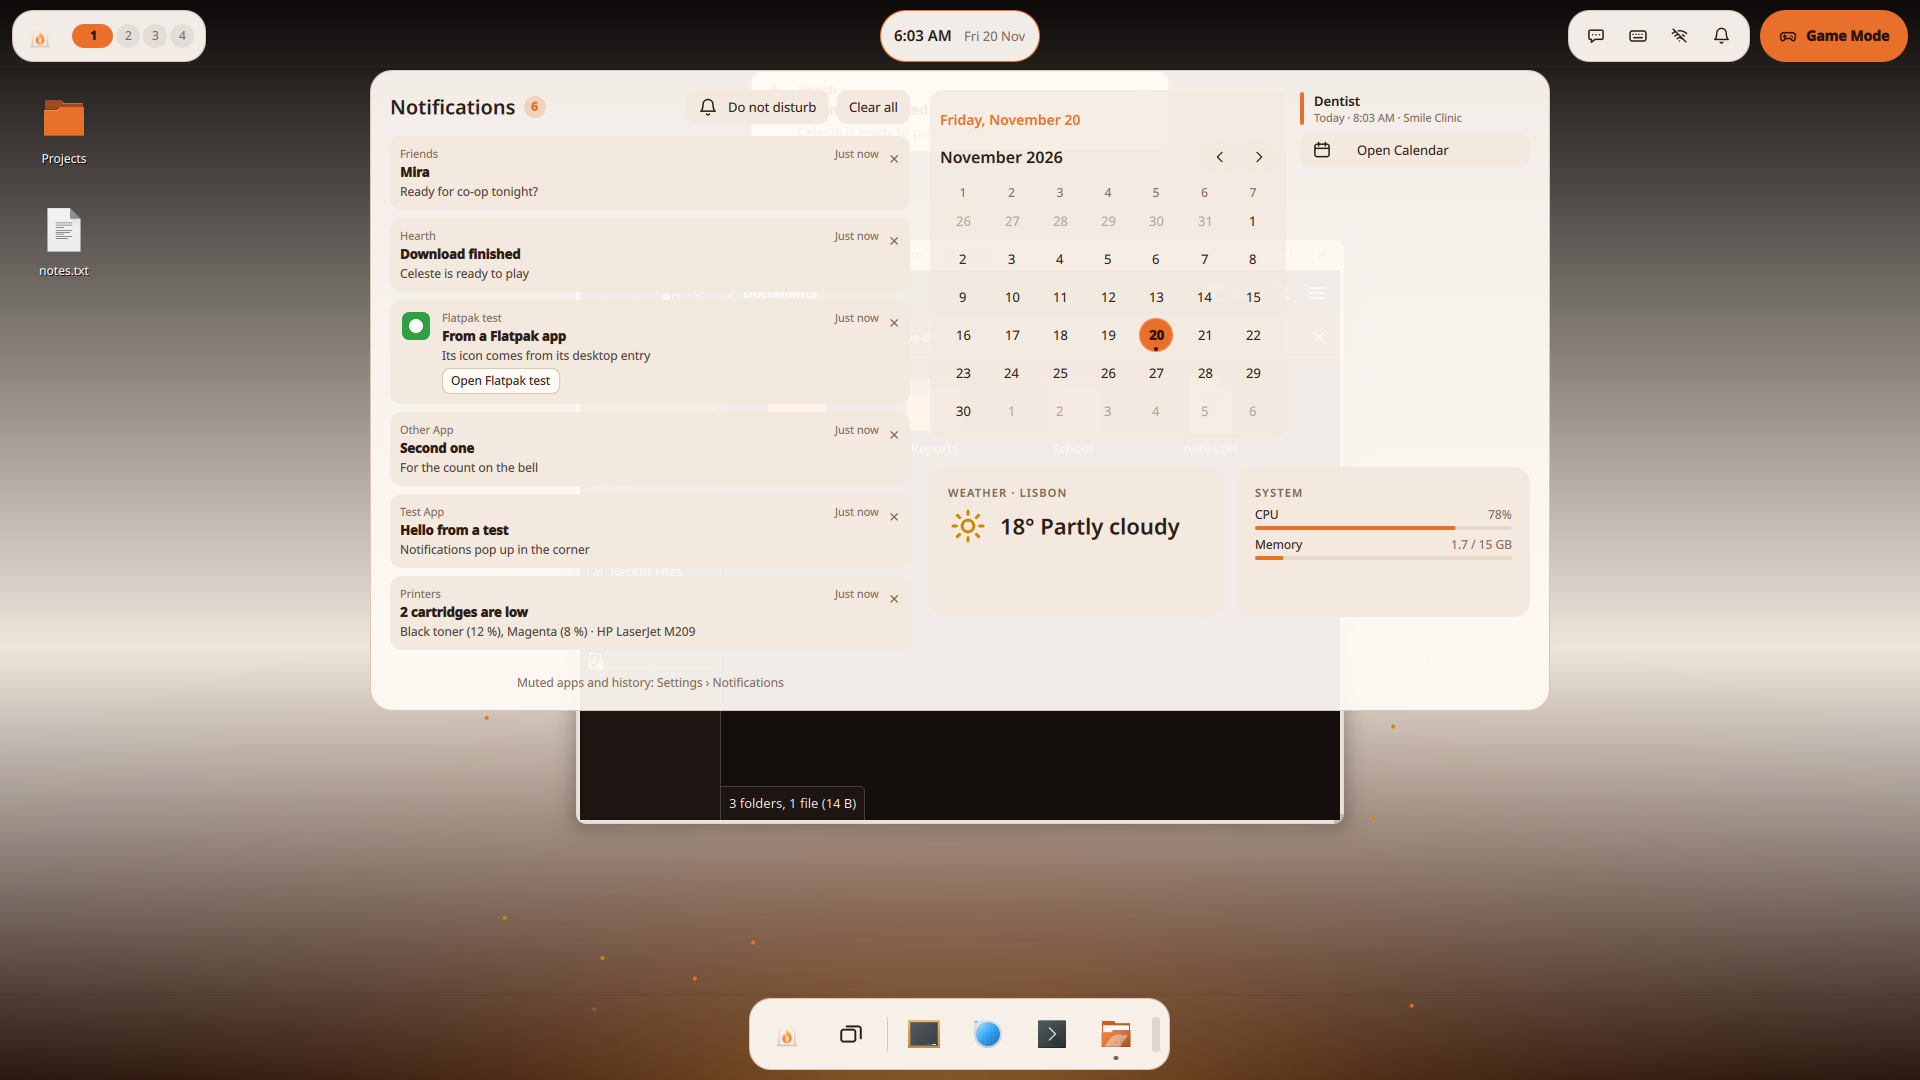 1 2 3 4
6:03 AM Fri 20 Nov
Game Mode
Projects
notes.txt
Notifications 6
Do not disturb
Clear all
Friends
Just now
Mira
Ready for co-op tonight?
Hearth
Just now
Download finished
Celeste is ready to play
Flatpak test
Just now
From a Flatpak app
Its icon comes from its desktop entry
Open Flatpak test
Other App
Just now
Second one
For the count on the bell
Test App
Just now
Hello from a test
Notifications pop up in the corner
Printers
Just now
2 cartridges are low
Black toner (12 %), Magenta (8 %) · HP LaserJet M209
Muted apps and history: Settings › Notifications
Friday, November 20
November 2026
1 2 3 4 5 6 7
26 27 28 29 30 31 1
2 3 4 5 6 7 8
9 10 11 12 13 14 15
16 17 18 19 20 21 22
23 24 25 26 27 28 29
30 1 2 3 4 5 6
Dentist
Today · 8:03 AM · Smile Clinic
Open Calendar
WEATHER · LISBON
18° Partly cloudy
SYSTEM
CPU 78%
Memory 1.7 / 15 GB
Documents
Reports School notes.txt
Recent Files
3 folders, 1 file (14 B)